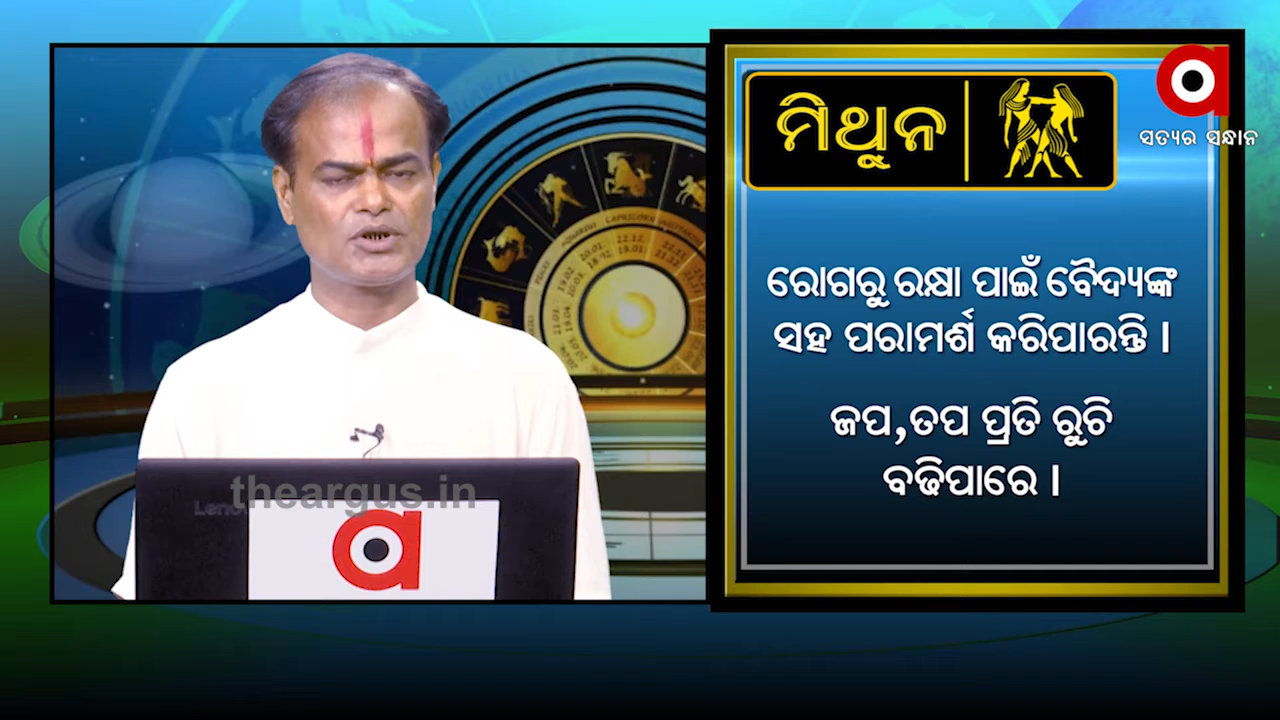 ମିଥୁନ
ସତ୍ୟର ସନ୍ଧାନ
ରୋଗରୁ ରକ୍ଷା ପାଇଁ ବୈଦ୍ୟଙ୍କ
ସହ ପରାମର୍ଶ କରିପାରନ୍ତି ।
ଜପ,ତପ ପ୍ରତି ରୁଚି
ବଢିପାରେ ।
theargus.in